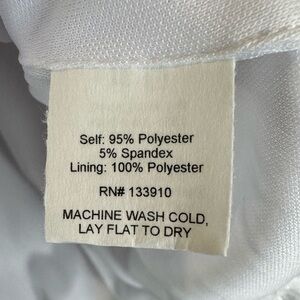 Self: 95% Polyester
5% Spandex
Lining: 100% Polyester
RN# 133910
MACHINE WASH COLD,
LAY FLAT TO DRY